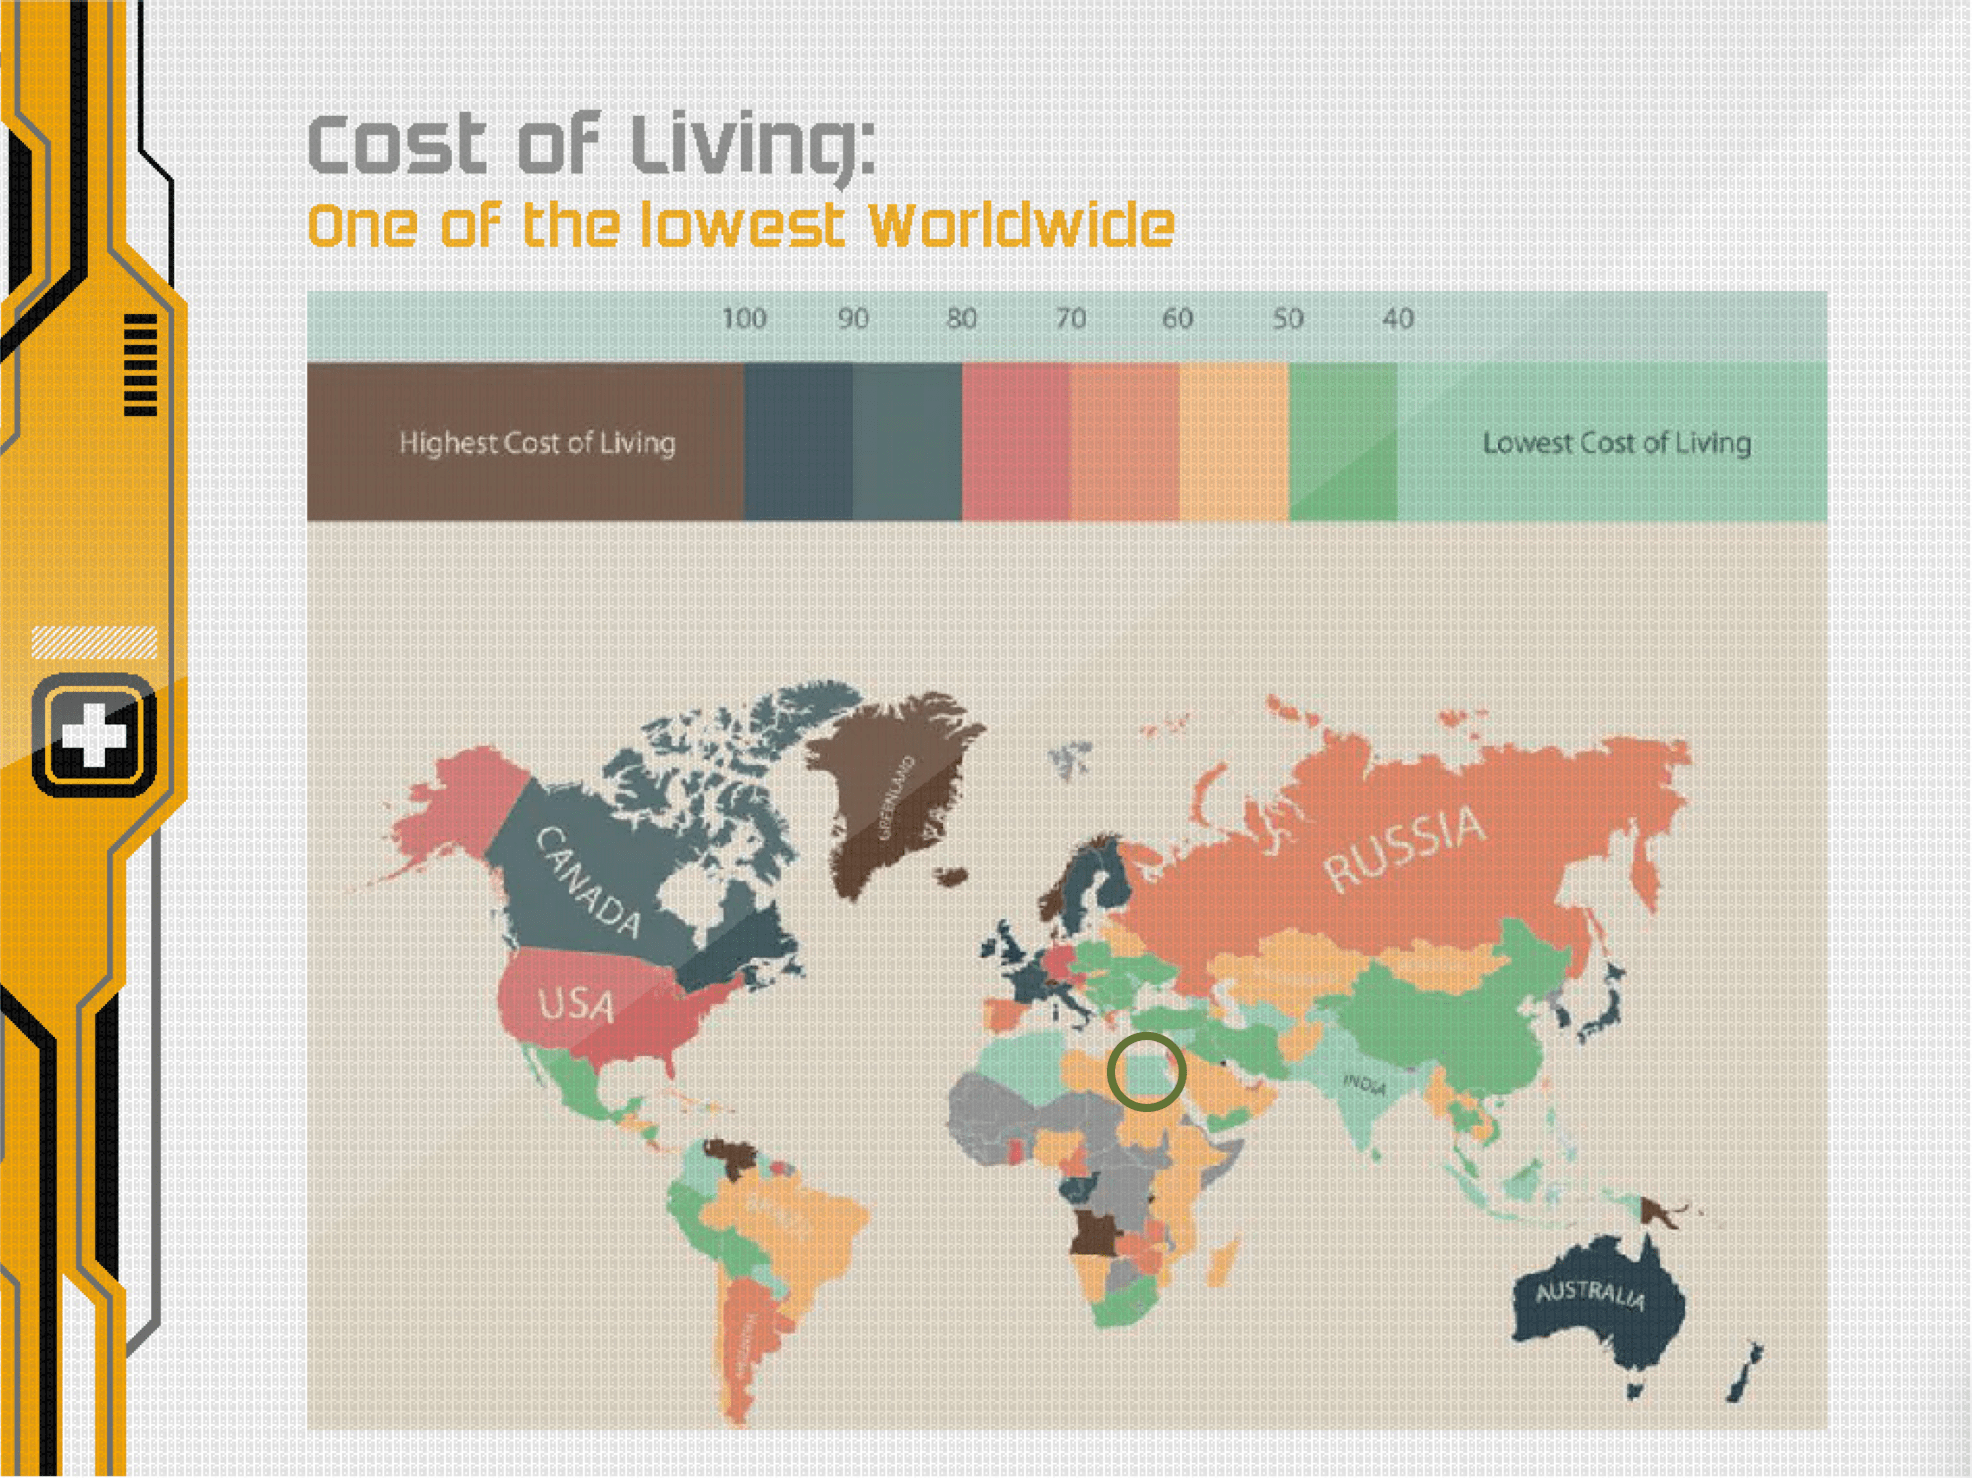 Cost of Living:
One of the lowest Worldwide
100 90 80 70 60 50 40
Highest Cost of Living
Lowest Cost of Living
GREENLAND
RUSSIA
CANADA
USA
INDIA
BRAZIL
AUSTRALIA